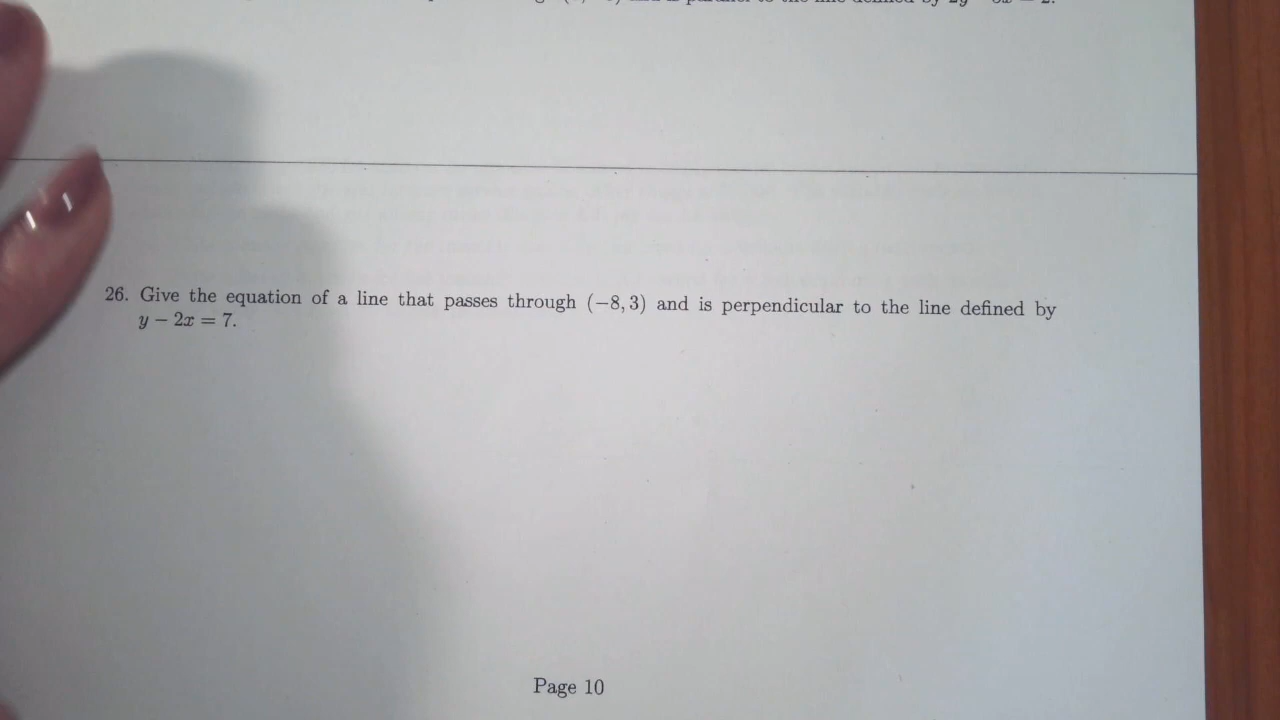 26. Give the equation of a line that passes through (−8, 3) and is perpendicular to the line defined by
y − 2x = 7.
Page 10